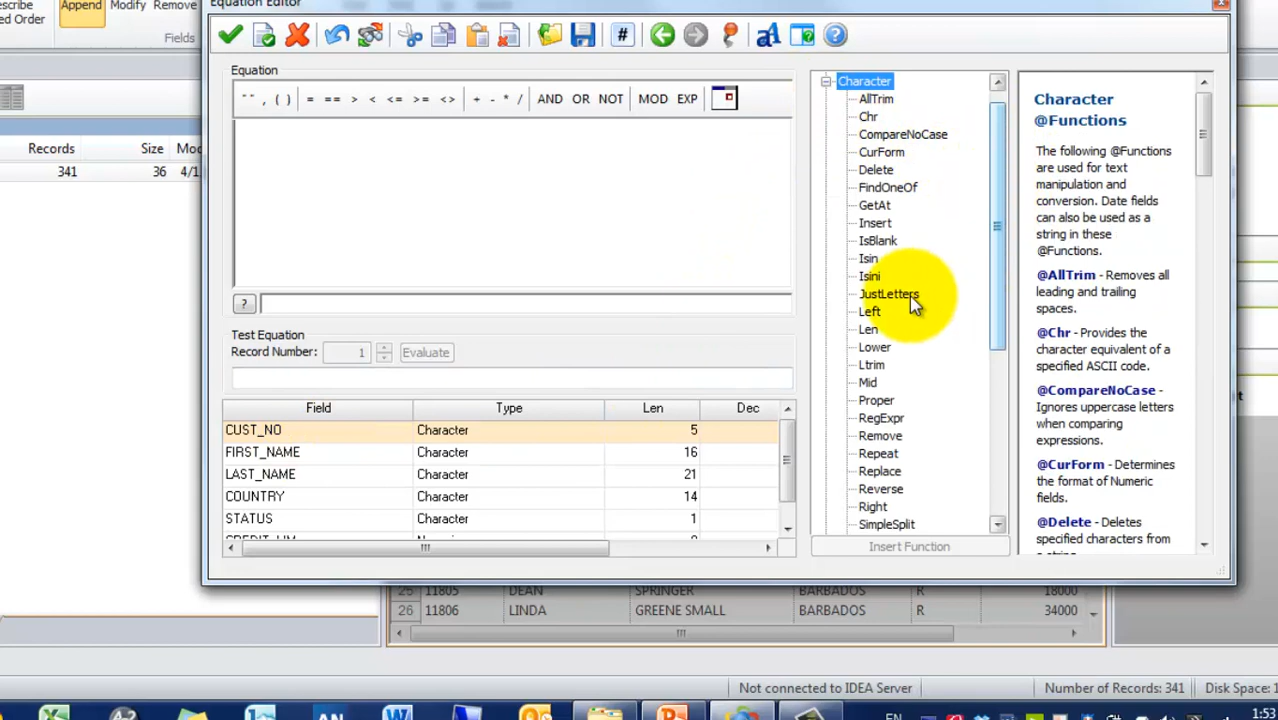 Equation Editor
scribe
d Order
Append
Modify
Remove
Fields
Equation
" " , ( ) = == > < <= >= <> + - * / AND OR NOT MOD EXP
Records
Size
Mo
341
36
4/1
?
Test Equation
Record Number:
1
Evaluate
Field Type Len Dec
CUST_NO Character 5
FIRST_NAME Character 16
LAST_NAME Character 21
COUNTRY Character 14
STATUS Character 1
Character
AllTrim
Chr
CompareNoCase
CurForm
Delete
FindOneOf
GetAt
Insert
IsBlank
Isin
Isini
JustLetters
Left
Len
Lower
Ltrim
Mid
Proper
RegExpr
Remove
Repeat
Replace
Reverse
Right
SimpleSplit
Insert Function
Character
@Functions
The following @Functions
are used for text
manipulation and
conversion. Date fields
can also be used as a
string in these
@Functions.
@AllTrim - Removes all
leading and trailing
spaces.
@Chr - Provides the
character equivalent of a
specified ASCII code.
@CompareNoCase -
Ignores uppercase letters
when comparing
expressions.
@CurForm - Determines
the format of Numeric
fields.
@Delete - Deletes
specified characters from
a string
25 11805 DEAN SPRINGER BARBADOS R 18000
26 11806 LINDA GREENE SMALL BARBADOS R 34000
Not connected to IDEA Server
Number of Records: 341
Disk Space: 1
EN
1:53